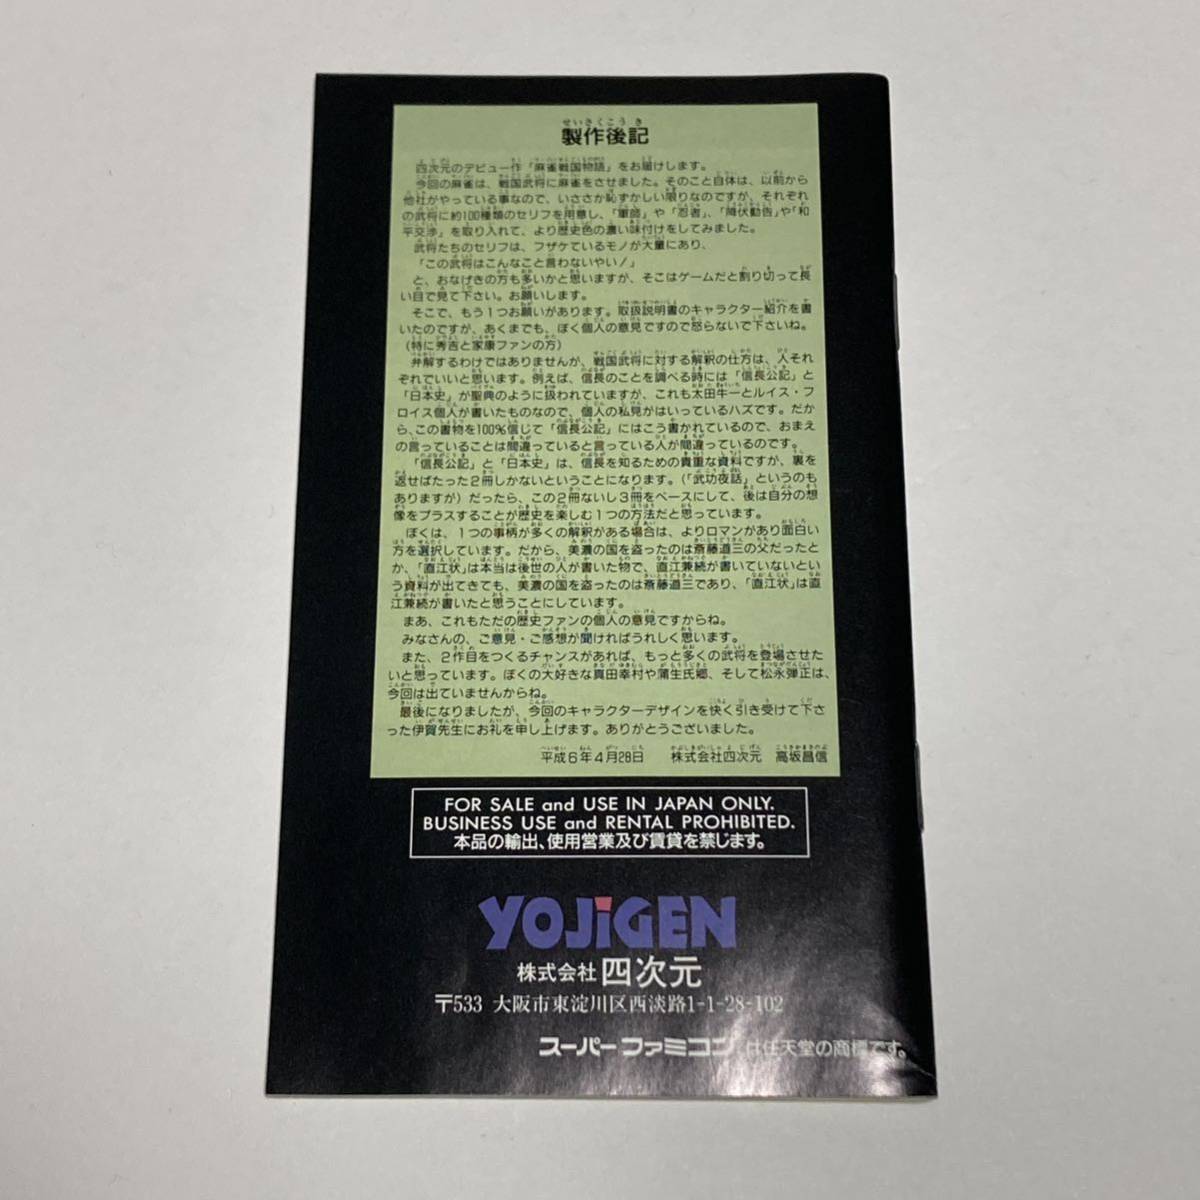 製作後記
四次元のデビュー作「麻雀戦国物語」をお届けします。
今回の麻雀は、戦国武将に麻雀をさせました。そのこと自体は、以前から
他社がやっている事なので、いささか恥ずかしい限りなのですが、それぞれ
の武将に約100種類のセリフを用意し、「軍師」や「忍者」、「降伏勧告」や「和
平交渉」を取り入れて、より歴史色の濃い味付けをしてみました。
武将たちのセリフは、フザケているモノが大量にあり、
「この武将はこんなこと言わないやい!」
と、おなげきの方も多いかと思いますが、そこはゲームだと割り切って長
い目で見て下さい。お願いします。
そこで、もう1つお願いがあります。取扱説明書のキャラクター紹介を書
いたのですが、あくまでも、ぼく個人の意見ですので怒らないで下さいね。
(特に秀吉と家康ファンの方)
弁解するわけではありませんが、戦国武将に対する解釈の仕方は、人それ
ぞれでいいと思います。例えば、信長のことを調べる時には「信長公記」と
「日本史」が聖典のように扱われていますが、これも太田牛一とルイス・フ
ロイス個人が書いたものなので、個人の私見がはいっているハズです。だか
ら、この書物を100%信じて「信長公記」にはこう書かれているので、おまえ
の言っていることは間違っていると言っている人が間違っているのです。
「信長公記」と「日本史」は、信長を知るための貴重な資料ですが、裏を
返せばたった2冊しかないということになります。(「武功夜話」というのも
ありますが)だったら、この2冊ないし3冊をベースにして、後は自分の想
像をプラスすることが歴史を楽しむ1つの方法だと思っています。
ぼくは、1つの事柄が多くの解釈がある場合は、よりロマンがあり面白い
方を選択しています。だから、美濃の国を盗ったのは斎藤道三の父だったと
か、「直江状」は本当は後世の人が書いた物で、直江兼続が書いていないとい
う資料が出てきても、美濃の国を盗ったのは斎藤道三であり、「直江状」は直
江兼続が書いたと思うことにしています。
まあ、これもただの歴史ファンの個人の意見ですからね。
みなさんの、ご意見・ご感想が聞ければうれしく思います。
また、2作目をつくるチャンスがあれば、もっと多くの武将を登場させた
いと思っています。ぼくの大好きな真田幸村や蒲生氏郷、そして松永弾正は、
今回は出ていませんからね。
最後になりましたが、今回のキャラクターデザインを快く引き受けて下さ
った伊賀先生にお礼を申し上げます。ありがとうございました。
平成6年4月28日 株式会社四次元 高坂昌信
FOR SALE and USE IN JAPAN ONLY.
BUSINESS USE and RENTAL PROHIBITED.
本品の輸出、使用営業及び賃貸を禁じます。
YOJiGEN
株式会社 四次元
〒533 大阪市東淀川区西淡路1-1-28-102
スーパーファミコン は任天堂の商標です。